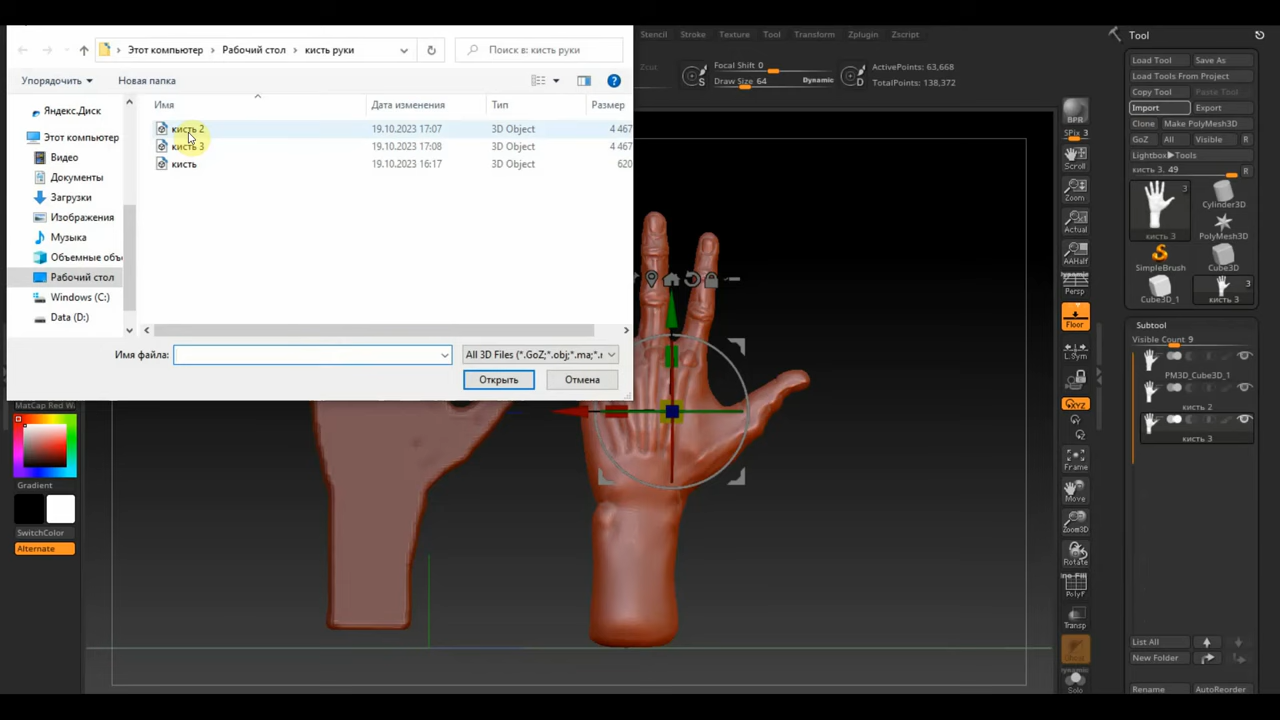 Этот компьютер > Рабочий стол > кисть руки
Поиск в: кисть руки
Упорядочить
Новая папка
Имя
Дата изменения
Тип
Размер
кисть 2 19.10.2023 17:07 3D Object 4 467
кисть 3 19.10.2023 17:08 3D Object 4 467
кисть 19.10.2023 16:17 3D Object 620
Яндекс.Диск
Этот компьютер
Видео
Документы
Загрузки
Изображения
Музыка
Объемные объ
Рабочий стол
Windows (C:)
Data (D:)
Имя файла:
All 3D Files (*.GoZ;*.obj;*.ma;*.
Открыть
Отмена
Stencil Stroke Texture Tool Transform Zplugin Zscript
Zcut
S
Focal Shift 0
Draw Size 64
Dynamic
D
ActivePoints: 63,668
TotalPoints: 138,372
BPR
SPix 3
Scroll
Zoom
Actual
AAHalf
Dynamic
Persp
Floor
L.Sym
XYZ
Y
Z
Frame
Move
Zoom3D
Rotate
PolyF
Transp
Ghost
Solo
Tool
Load Tool Save As
Load Tools From Project
Copy Tool Paste Tool
Import Export
Clone Make PolyMesh3D
GoZ All Visible R
Lightbox▶Tools
кисть 3. 49 R
3
кисть 3
Cylinder3D
PolyMesh3D
SimpleBrush
Cube3D
Cube3D_1
3
кисть 3
Subtool
Visible Count 9
PM3D_Cube3D_1
кисть 2
кисть 3
List All
New Folder
Rename AutoReorder
MatCap Red W
Gradient
SwitchColor
Alternate